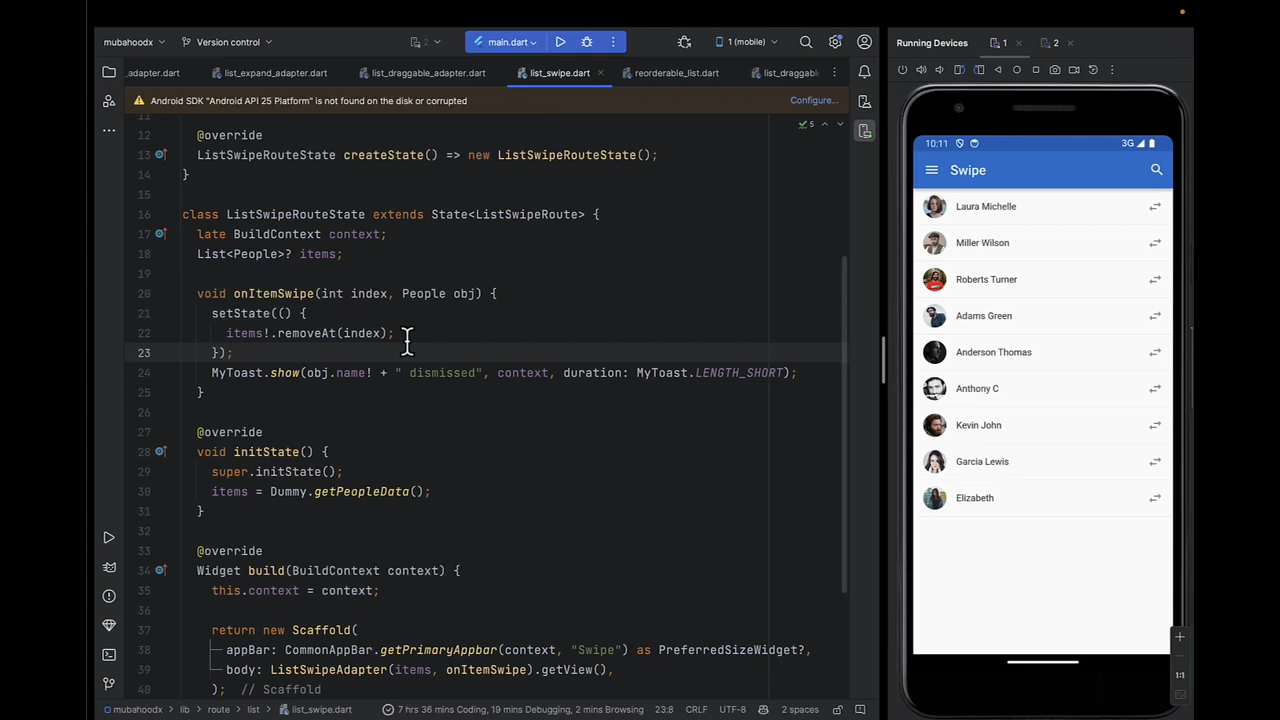 mubahoodx
Version control
2
main.dart
1 (mobile)
_adapter.dart
list_expand_adapter.dart
list_draggable_adapter.dart
list_swipe.dart
reorderable_list.dart
list_draggabl
Android SDK "Android API 25 Platform" is not found on the disk or corrupted
Configure...
5
11
12 @override
13 ListSwipeRouteState createState() => new ListSwipeRouteState();
14 }
15
16 class ListSwipeRouteState extends State<ListSwipeRoute> {
17 late BuildContext context;
18 List<People>? items;
19
20 void onItemSwipe(int index, People obj) {
21 setState(() {
22 items!.removeAt(index);
23 });
24 MyToast.show(obj.name! + " dismissed", context, duration: MyToast.LENGTH_SHORT);
25 }
26
27 @override
28 void initState() {
29 super.initState();
30 items = Dummy.getPeopleData();
31 }
32
33 @override
34 Widget build(BuildContext context) {
35 this.context = context;
36
37 return new Scaffold(
38 appBar: CommonAppBar.getPrimaryAppbar(context, "Swipe") as PreferredSizeWidget?,
39 body: ListSwipeAdapter(items, onItemSwipe).getView(),
40 ); // Scaffold
mubahoodx > lib > route > list > list_swipe.dart
7 hrs 36 mins Coding, 19 mins Debugging, 2 mins Browsing
23:8
CRLF
UTF-8
2 spaces
Running Devices
1
2
10:11
3G
Swipe
Laura Michelle
Miller Wilson
Roberts Turner
Adams Green
Anderson Thomas
Anthony C
Kevin John
Garcia Lewis
Elizabeth
1:1